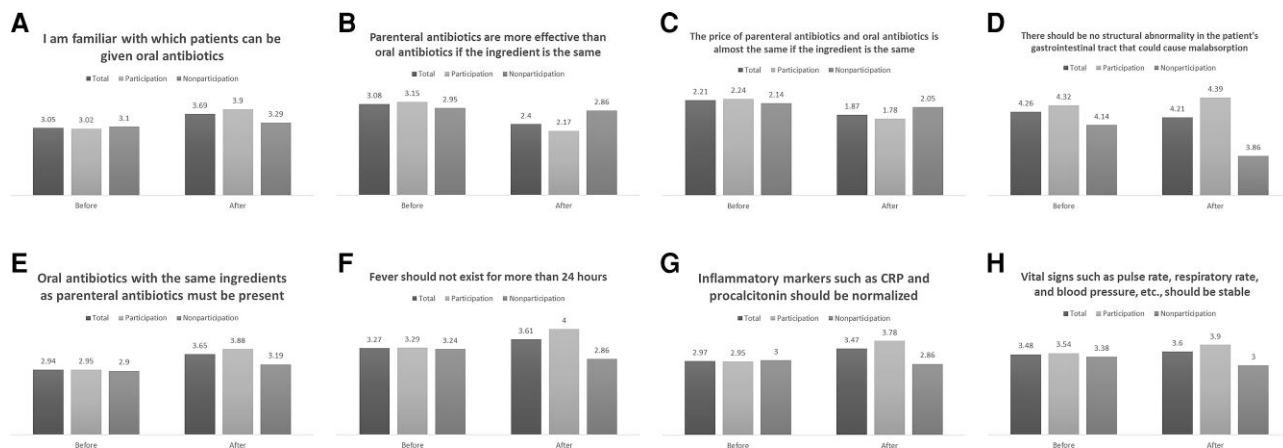 A
I am familiar with which patients can be
given oral antibiotics
Total Participation Nonparticipation
3.05 3.02 3.1 3.69 3.9 3.29
Before After
B
Parenteral antibiotics are more effective than
oral antibiotics if the ingredient is the same
Total Participation Nonparticipation
3.08 3.15 2.95 2.4 2.17 2.86
Before After
C
The price of parenteral antibiotics and oral antibiotics is
almost the same if the ingredient is the same
Total Participation Nonparticipation
2.21 2.24 2.14 1.87 1.78 2.05
Before After
D
There should be no structural abnormality in the patient's
gastrointestinal tract that could cause malabsorption
Total Participation Nonparticipation
4.26 4.32 4.14 4.21 4.39 3.86
Before After
E
Oral antibiotics with the same ingredients
as parenteral antibiotics must be present
Total Participation Nonparticipation
2.94 2.95 2.9 3.65 3.88 3.19
Before After
F
Fever should not exist for more than 24 hours
Total Participation Nonparticipation
3.27 3.29 3.24 3.61 4 2.86
Before After
G
Inflammatory markers such as CRP and
procalcitonin should be normalized
Total Participation Nonparticipation
2.97 2.95 3 3.47 3.78 2.86
Before After
H
Vital signs such as pulse rate, respiratory rate,
and blood pressure, etc., should be stable
Total Participation Nonparticipation
3.48 3.54 3.38 3.6 3.9 3
Before After